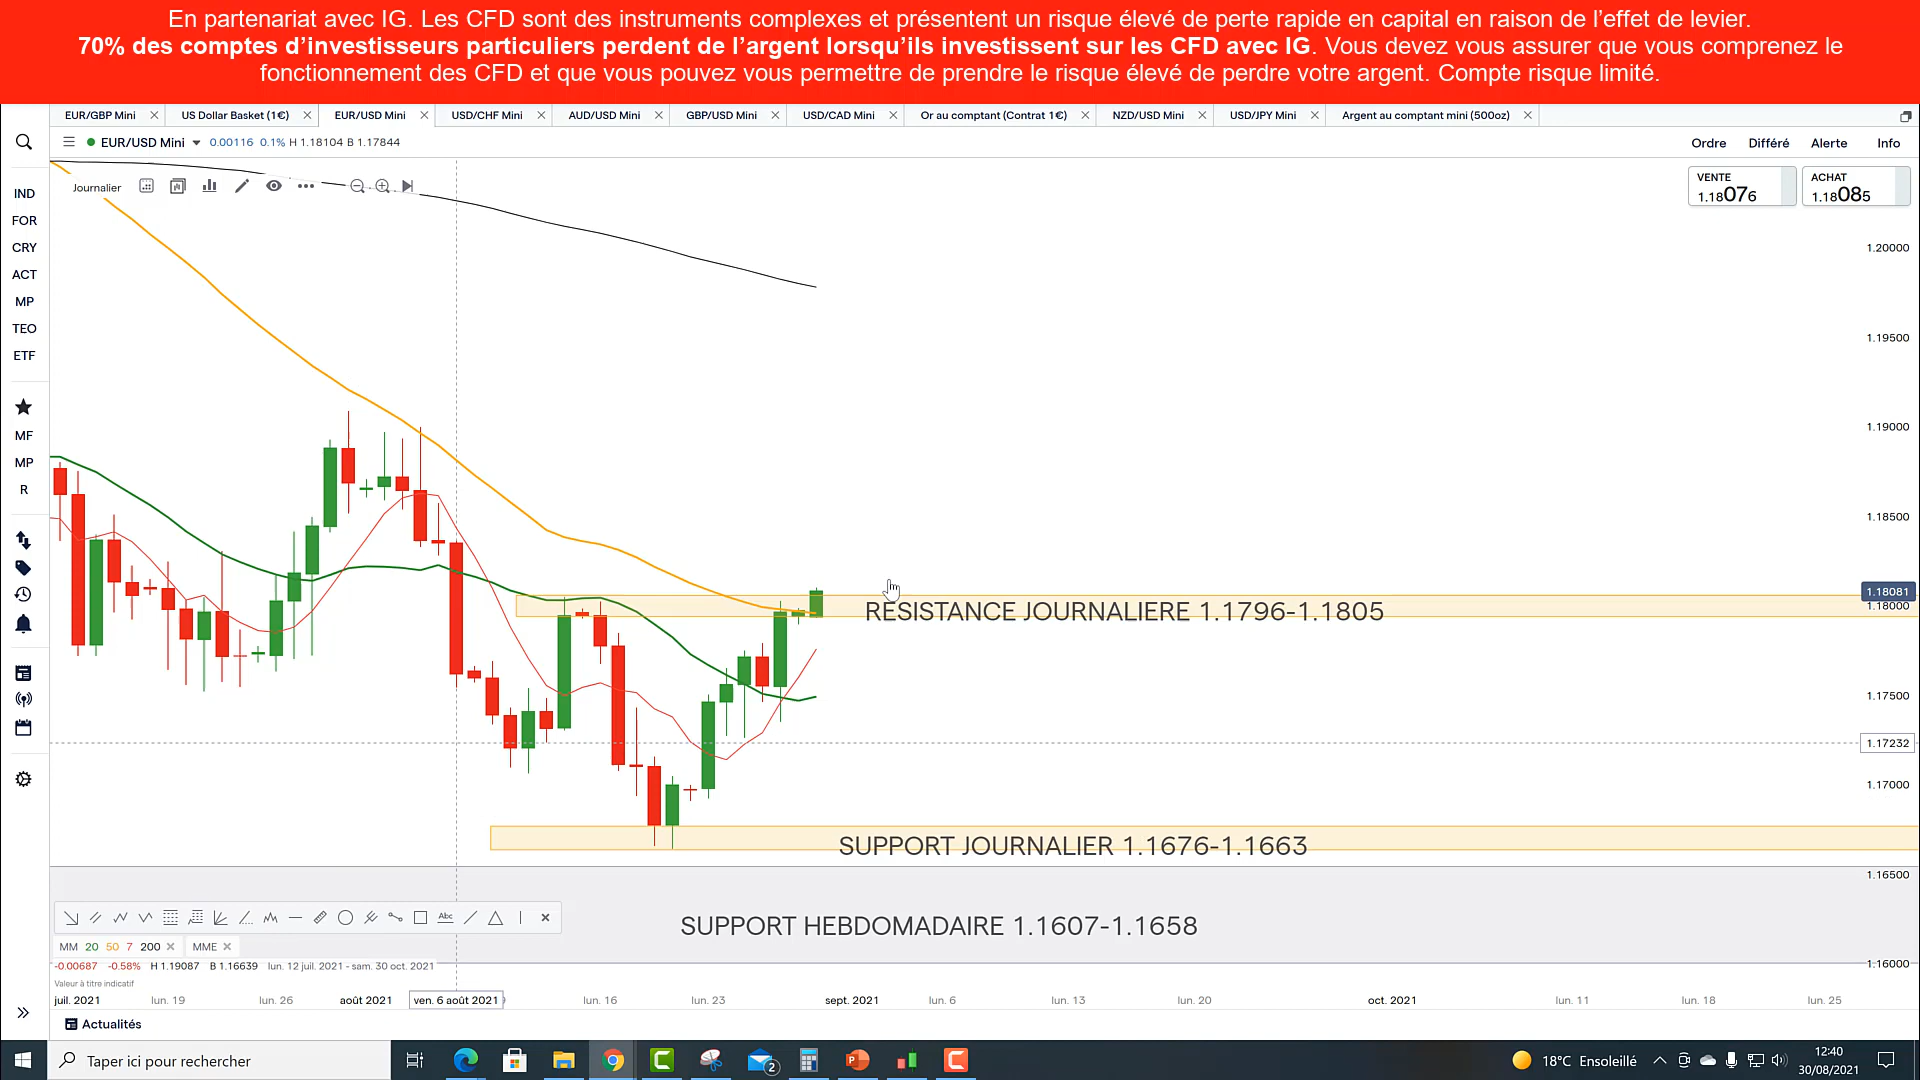 En partenariat avec IG. Les CFD sont des instruments complexes et présentent un risque élevé de perte rapide en capital en raison de l'effet de levier.
70% des comptes d'investisseurs particuliers perdent de l'argent lorsqu'ils investissent sur les CFD avec IG. Vous devez vous assurer que vous comprenez le
fonctionnement des CFD et que vous pouvez vous permettre de prendre le risque élevé de perdre votre argent. Compte risque limité.
EUR/GBP Mini US Dollar Basket (1€) EUR/USD Mini USD/CHF Mini AUD/USD Mini GBP/USD Mini USD/CAD Mini Or au comptant (Contrat 1€) NZD/USD Mini USD/JPY Mini Argent au comptant mini (500oz)
EUR/USD Mini 0.00116 0.1% H 1.18104 B 1.17844
Ordre Différé Alerte Info
Journalier
VENTE ACHAT
1.18076 1.18085
IND
FOR
CRY
ACT
MP
TEO
ETF
MF
MP
R
1.20000
1.19500
1.19000
1.18500
1.18081
1.18000
RESISTANCE JOURNALIERE 1.1796-1.1805
1.17500
1.17232
1.17000
SUPPORT JOURNALIER 1.1676-1.1663
1.16500
SUPPORT HEBDOMADAIRE 1.1607-1.1658
Abc
MM 20 50 7 200 MME
-0.00687 -0.58% H 1.19087 B 1.16639 lun. 12 juil. 2021 - sam. 30 oct. 2021
1.16000
Valeur à titre indicatif
juil. 2021 lun. 19 lun. 26 août 2021 ven. 6 août 2021 lun. 16 lun. 23 sept. 2021 lun. 6 lun. 13 lun. 20 oct. 2021 lun. 11 lun. 18 lun. 25
Actualités
Taper ici pour rechercher
2
18°C Ensoleillé
12:40
30/08/2021